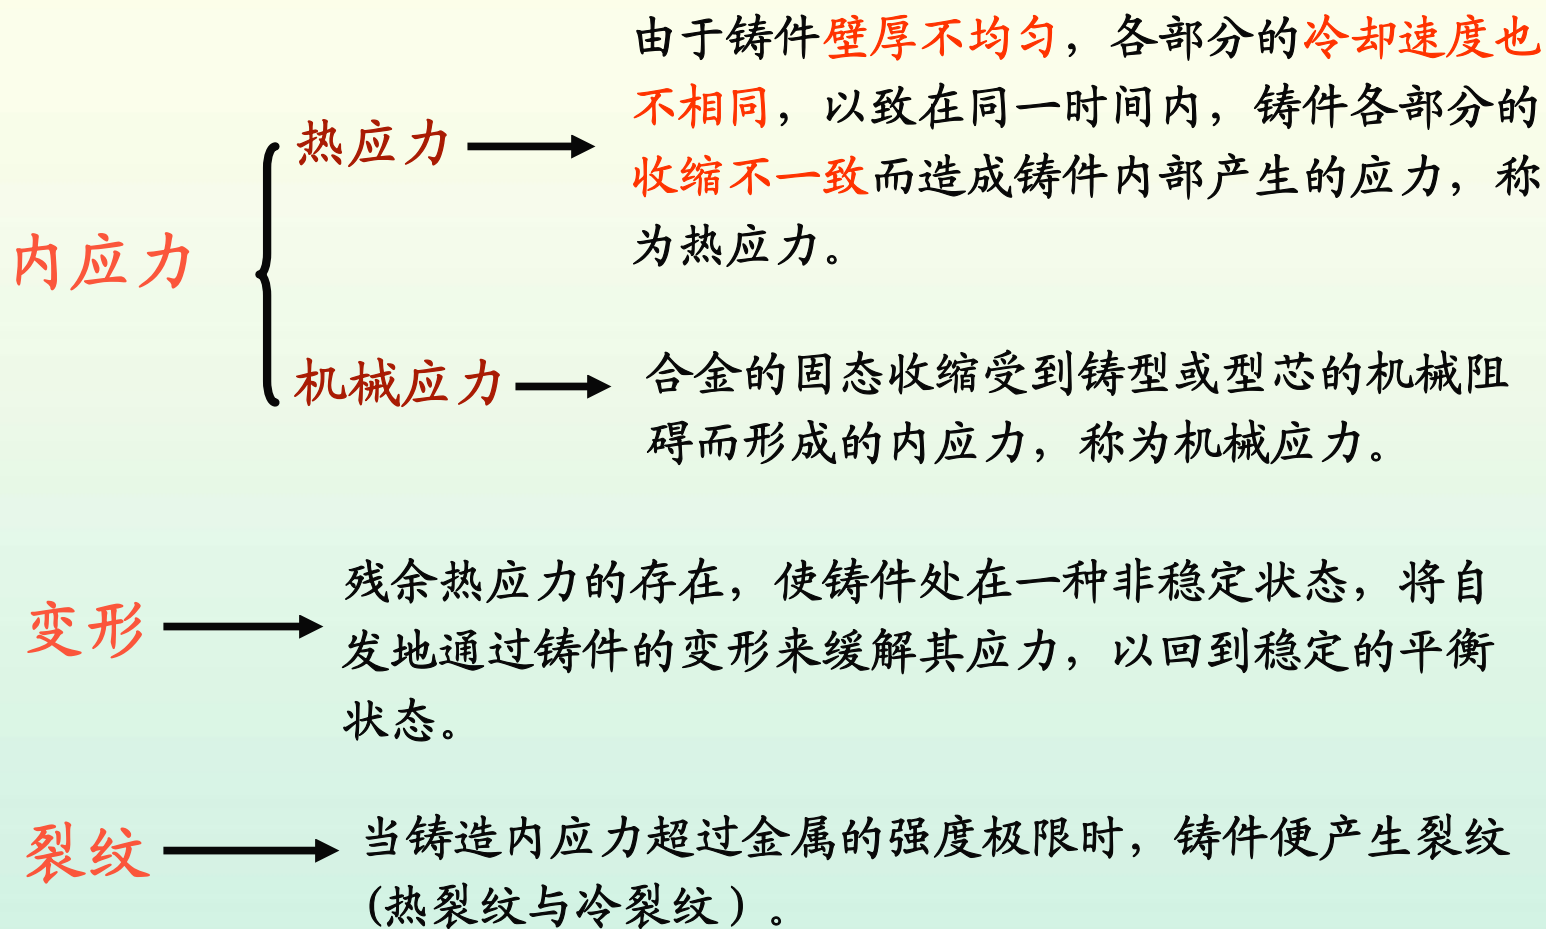 内应力
热应力
由于铸件壁厚不均匀，各部分的冷却速度也
不相同，以致在同一时间内，铸件各部分的
收缩不一致而造成铸件内部产生的应力，称
为热应力。
机械应力
合金的固态收缩受到铸型或型芯的机械阻
碍而形成的内应力，称为机械应力。
变形
残余热应力的存在，使铸件处在一种非稳定状态，将自
发地通过铸件的变形来缓解其应力，以回到稳定的平衡
状态。
裂纹
当铸造内应力超过金属的强度极限时，铸件便产生裂纹
(热裂纹与冷裂纹）。